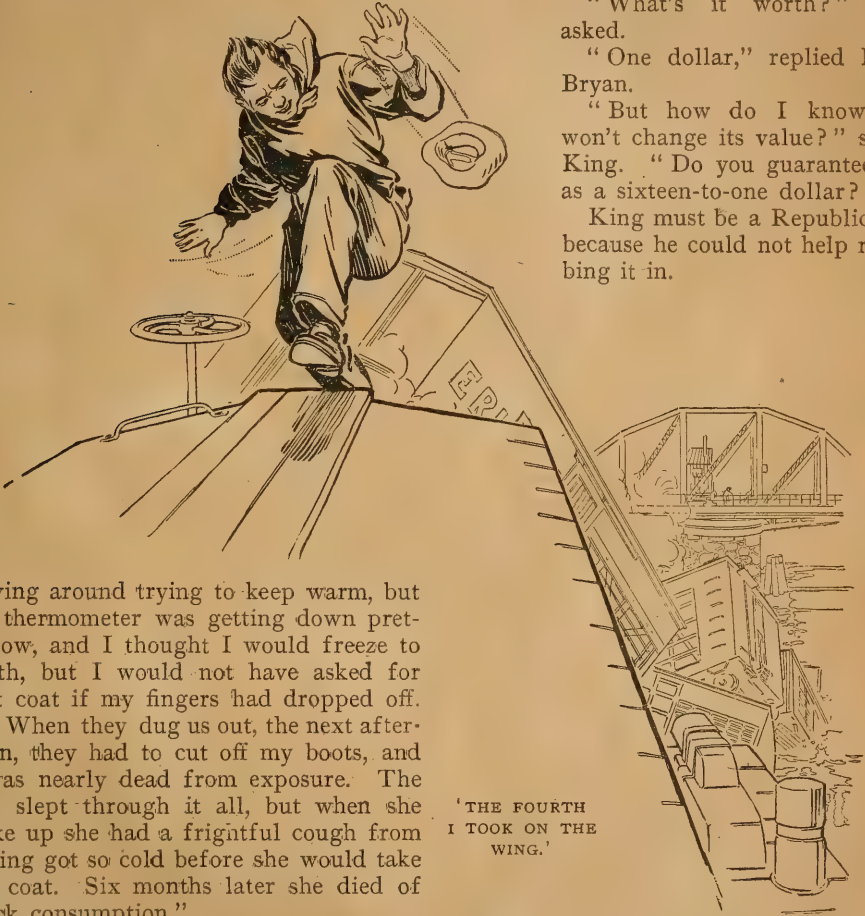 ving around trying to keep warm, but
thermometer was getting down pret-
ow, and I thought I would freeze to
th, but I would not have asked for
t coat if my fingers had dropped off.
When they dug us out, the next after-
n, they had to cut off my boots, and
as nearly dead from exposure. The
slept through it all, but when she
ke up she had a frightful cough from
ing got so cold before she would take
coat. Six months later she died of
ck consumption."
'THE FOURTH
I TOOK ON THE
WING.'
ERI
"What's it worth?"
asked.
"One dollar," replied
Bryan.
"But how do I know
won't change its value?" s
King. "Do you guarantee
as a sixteen-to-one dollar?
King must be a Republic
because he could not help r
bing it in.